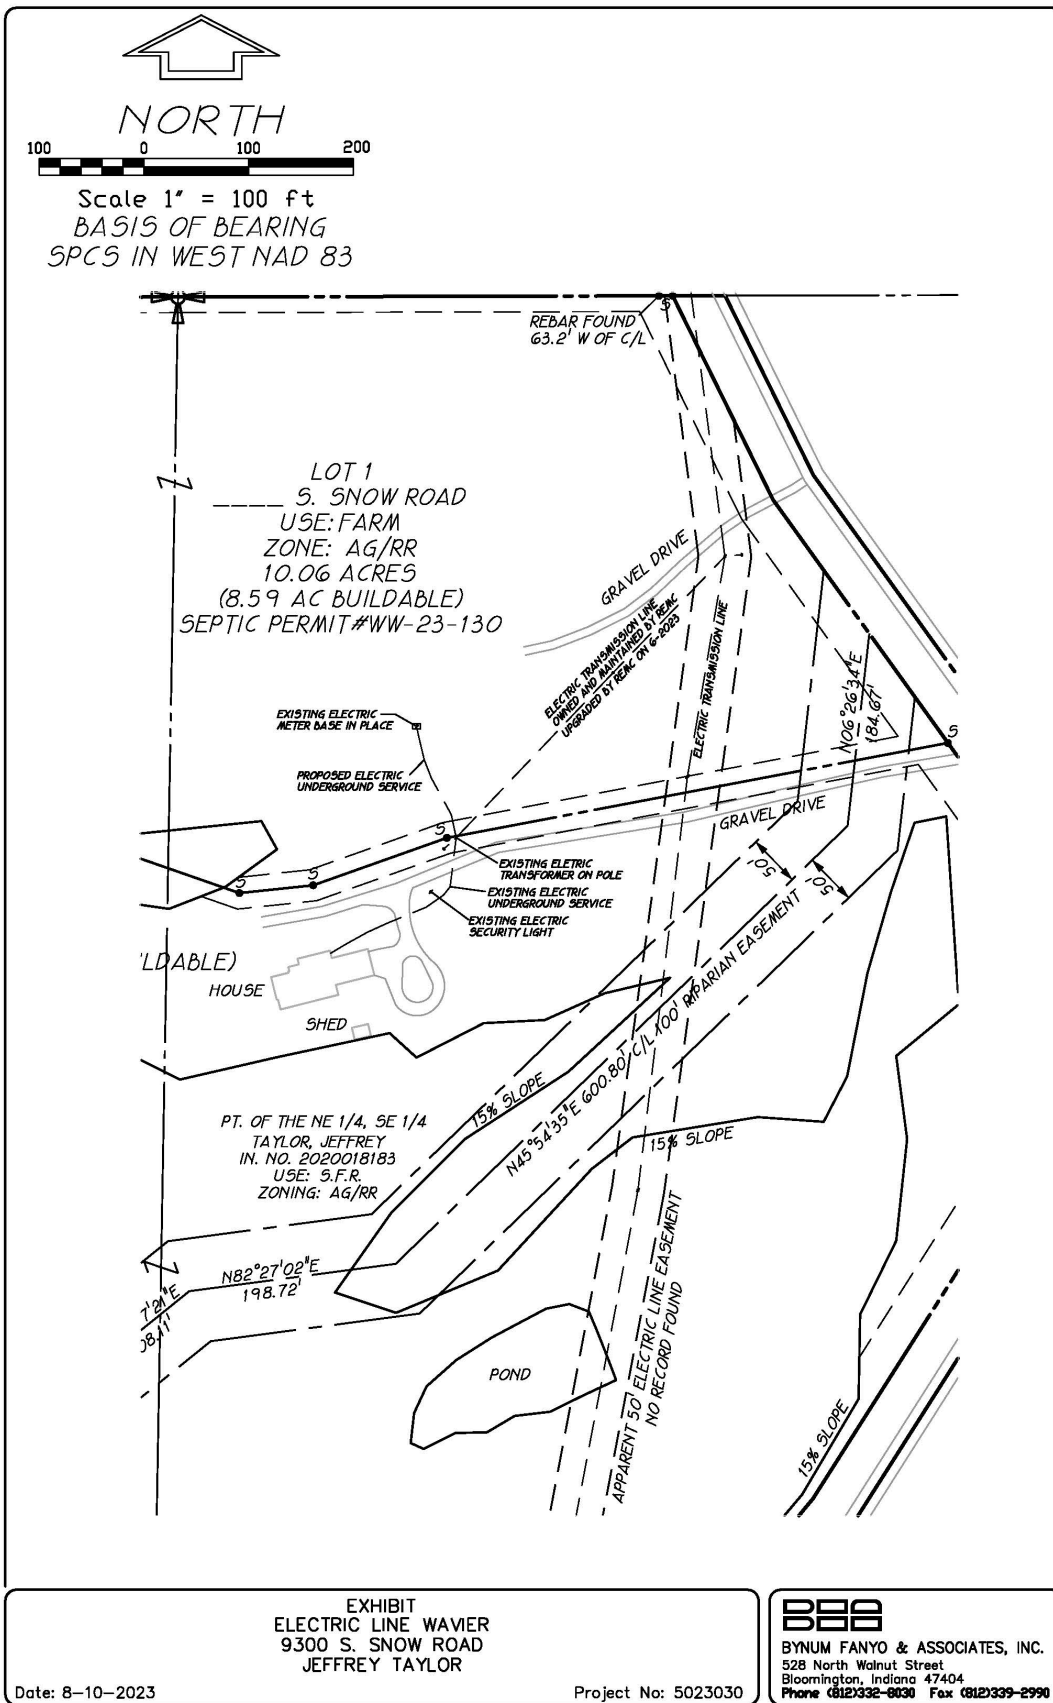 NORTH
100 0 100 200
Scale 1" = 100 ft
BASIS OF BEARING
SPCS IN WEST NAD 83
S
REBAR FOUND
63.2' W OF C/L
LOT 1
____ S. SNOW ROAD
USE: FARM
ZONE: AG/RR
10.06 ACRES
(8.59 AC BUILDABLE)
SEPTIC PERMIT#WW-23-130
GRAVEL DRIVE
ELECTRIC TRANSMISSION LINE
OWNED AND MAINTAINED BY REMC
UPGRADED BY REMC ON 6-2023
ELECTRIC TRANSMISSION LINE
N06°26'34"E
184.67'
S
EXISTING ELECTRIC
METER BASE IN PLACE
PROPOSED ELECTRIC
UNDERGROUND SERVICE
GRAVEL DRIVE
S
EXISTING ELETRIC
TRANSFORMER ON POLE
EXISTING ELECTRIC
UNDERGROUND SERVICE
EXISTING ELECTRIC
SECURITY LIGHT
S
S
50'
50'
'LDABLE)
HOUSE
SHED
N45°54'35"E 600.80' C/L 100' RIPARIAN EASEMENT
15% SLOPE
15% SLOPE
PT. OF THE NE 1/4, SE 1/4
TAYLOR, JEFFREY
IN. NO. 2020018183
USE: S.F.R.
ZONING: AG/RR
N82°27'02"E
198.72'
7'21"E
08.11'
POND
APPARENT 50' ELECTRIC LINE EASEMENT
NO RECORD FOUND
15% SLOPE
EXHIBIT
ELECTRIC LINE WAVIER
9300 S. SNOW ROAD
JEFFREY TAYLOR
Date: 8-10-2023
Project No: 5023030
BYNUM FANYO & ASSOCIATES, INC.
528 North Walnut Street
Bloomington, Indiana 47404
Phone (812)332-8030 Fax (812)339-2990